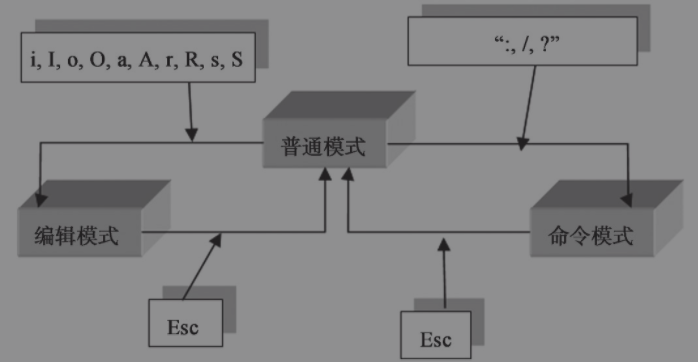 i, I, o, O, a, A, r, R, s, S
“:, /, ?”
普通模式
编辑模式
命令模式
Esc
Esc